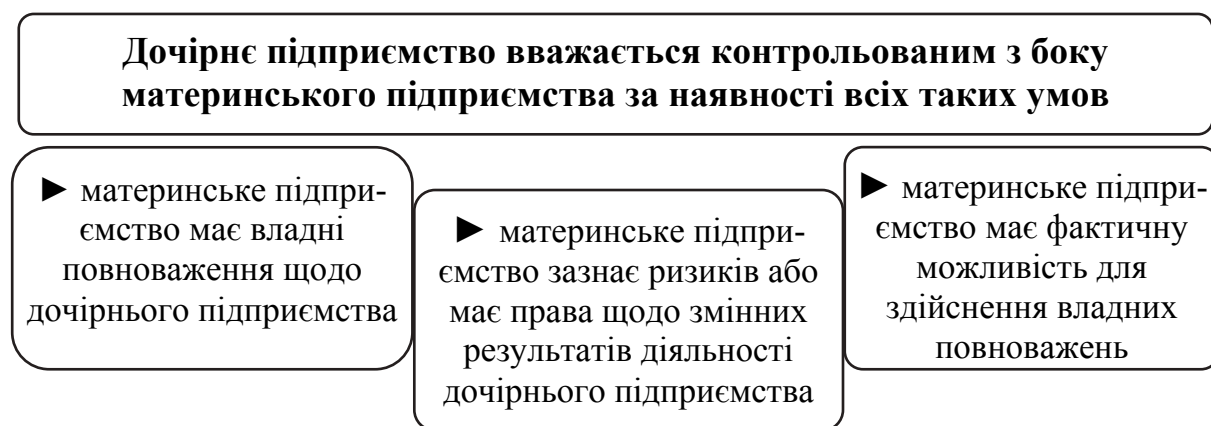 Дочірнє підприємство вважається контрольованим з боку
материнського підприємства за наявності всіх таких умов
► материнське підпри-
ємство має владні
повноваження щодо
дочірнього підприємства
► материнське підпри-
ємство зазнає ризиків або
має права щодо змінних
результатів діяльності
дочірнього підприємства
► материнське підпри-
ємство має фактичну
можливість для
здійснення владних
повноважень